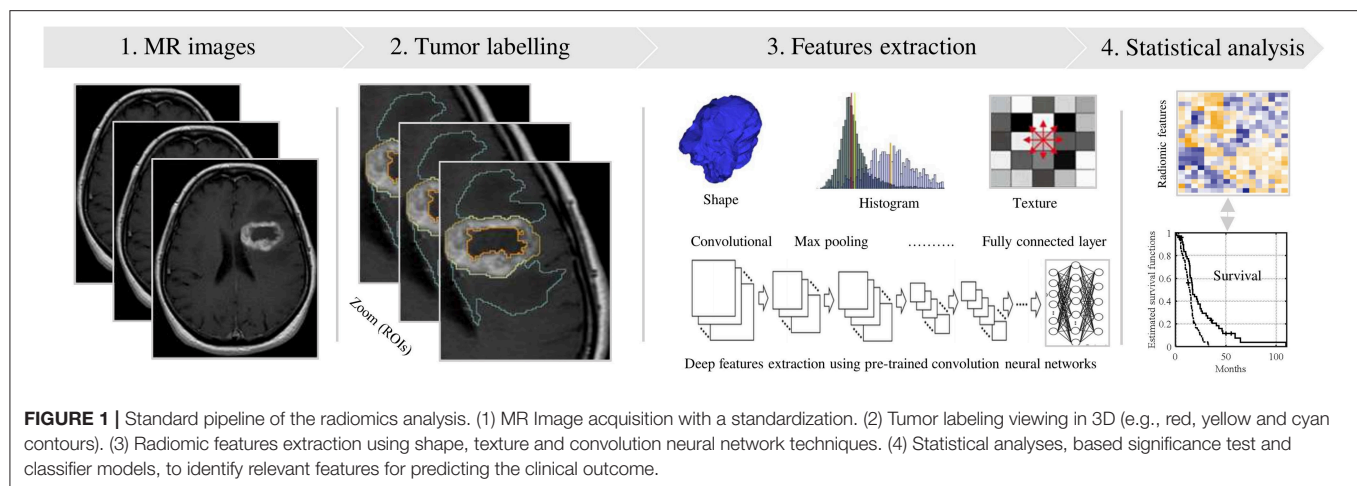 1. MR images
2. Tumor labelling
3. Features extraction
4. Statistical analysis
Zoom (ROIs)
Shape
Histogram
Texture
Convolutional
Max pooling
..........
Fully connected layer
Deep features extraction using pre-trained convolution neural networks
Radiomic features
Estimated survival functions
1
0.8
0.6
0.4
0.2
0
Survival
0
50
100
Months
FIGURE 1 | Standard pipeline of the radiomics analysis. (1) MR Image acquisition with a standardization. (2) Tumor labeling viewing in 3D (e.g., red, yellow and cyan
contours). (3) Radiomic features extraction using shape, texture and convolution neural network techniques. (4) Statistical analyses, based significance test and
classifier models, to identify relevant features for predicting the clinical outcome.